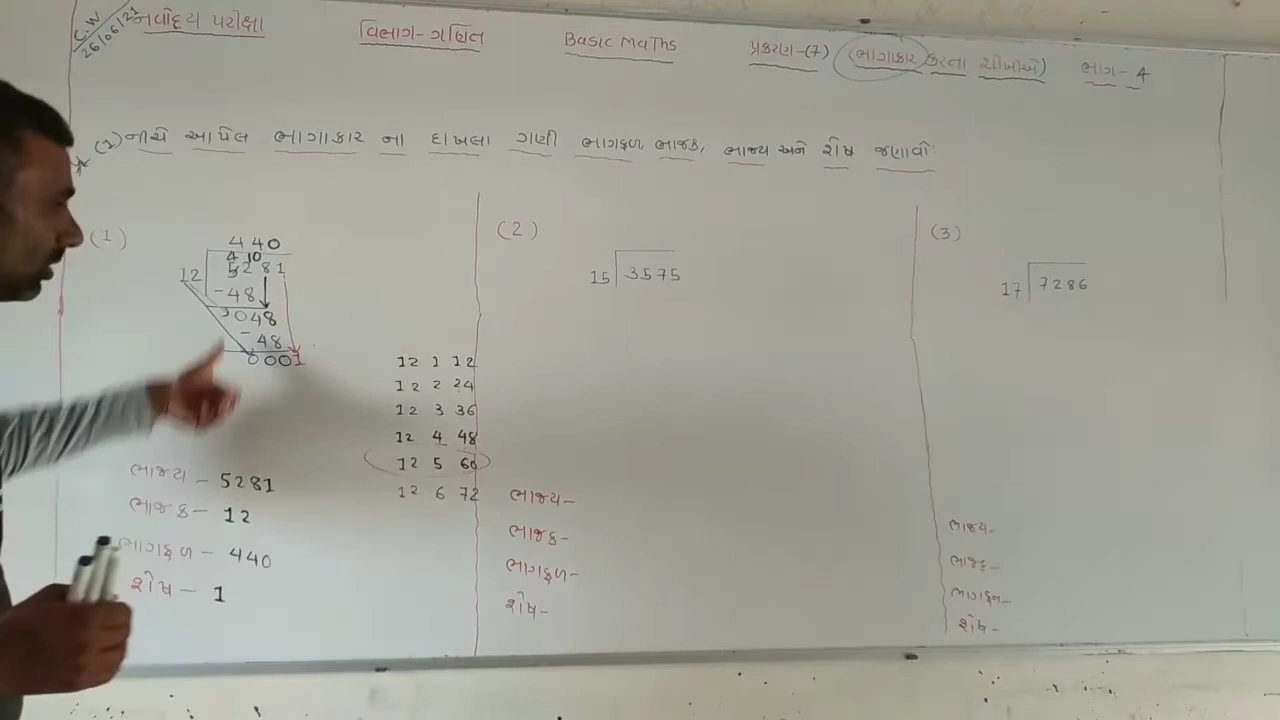 C.W
26/06/21
નવોદય પરીક્ષા વિભાગ-ગણિત Basic Maths પ્રકરણ-(7) (ભાગાકાર કરતા શીખીએ) ભાગ-4
(1) નીચે આપેલ ભાગાકાર ના દાખલા ગણી ભાગફળ, ભાજક, ભાજ્ય અને શેષ જણાવો.
(1)
440
4 10
12 5281
-48
3048
-48
0001
12 1 12
12 2 24
12 3 36
12 4 48
12 5 60
12 6 72
ભાજ્ય - 5281
ભાજક - 12
ભાગફળ - 440
શેષ - 1
(2)
15 3575
ભાજ્ય-
ભાજક-
ભાગફળ-
શેષ-
(3)
17 7286
ભાજ્ય-
ભાજક-
ભાગફળ-
શેષ-